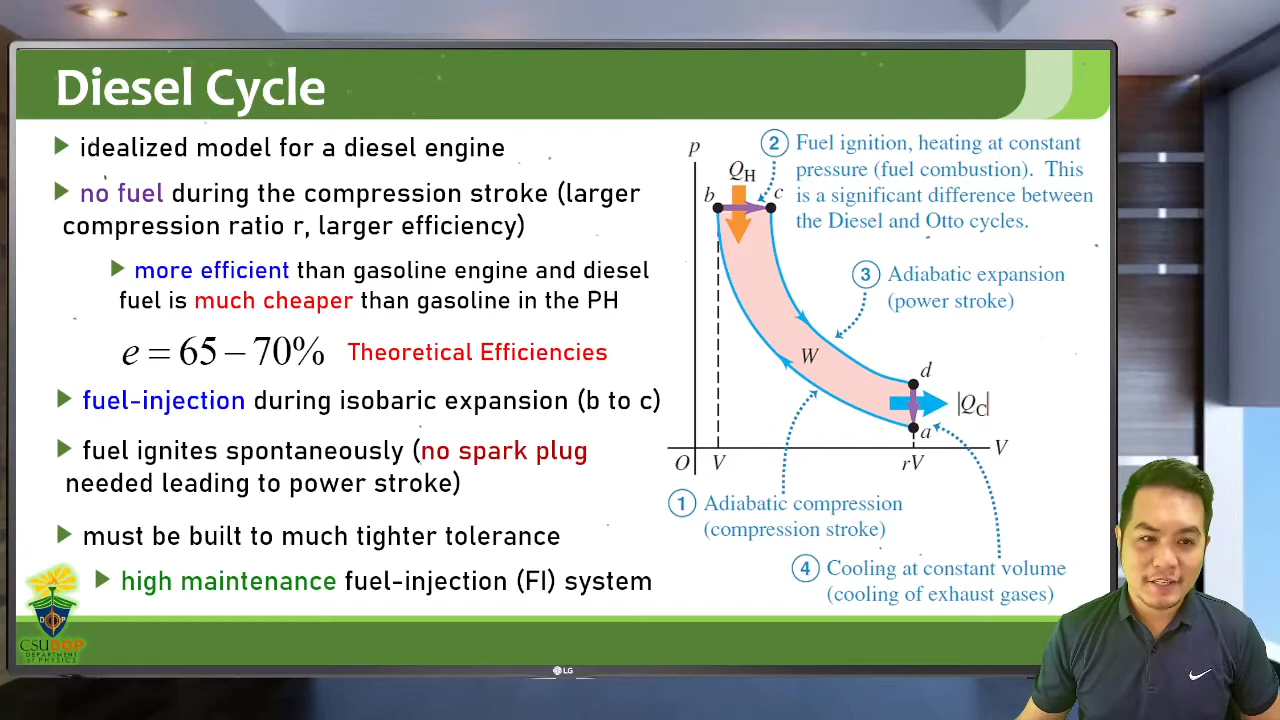 Diesel Cycle
idealized model for a diesel engine
no fuel during the compression stroke (larger
compression ratio r, larger efficiency)
more efficient than gasoline engine and diesel
fuel is much cheaper than gasoline in the PH
e = 65 – 70% Theoretical Efficiencies
fuel-injection during isobaric expansion (b to c)
fuel ignites spontaneously (no spark plug
needed leading to power stroke)
must be built to much tighter tolerance
high maintenance fuel-injection (FI) system
p
2 Fuel ignition, heating at constant
pressure (fuel combustion). This
is a significant difference between
the Diesel and Otto cycles.
QH
b
c
3 Adiabatic expansion
(power stroke)
W
d
|QC|
a
O
V
rV
V
1 Adiabatic compression
(compression stroke)
4 Cooling at constant volume
(cooling of exhaust gases)
DOP
CSUDOP
DEPARTMENT
OF PHYSICS
LG